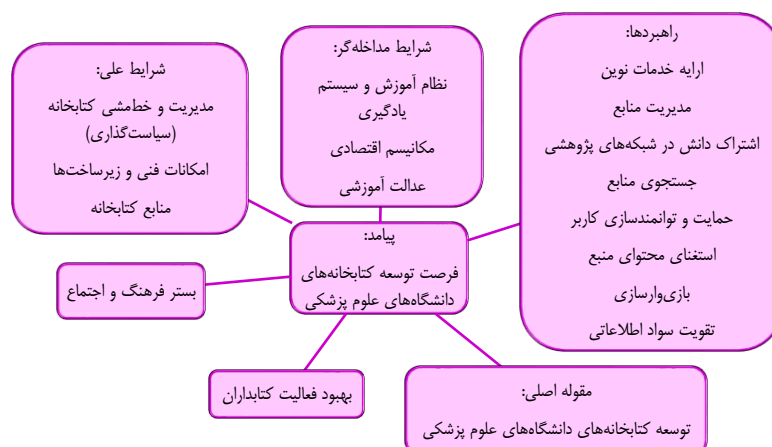 راهبردها:
ارایه خدمات نوین
مدیریت منابع
اشتراک دانش در شبکه‌های پژوهشی
جستجوی منابع
حمایت و توانمندسازی کاربر
استغنای محتوای منبع
بازی‌وارسازی
تقویت سواد اطلاعاتی
شرایط مداخله‌گر:
نظام آموزش و سیستم
یادگیری
مکانیسم اقتصادی
عدالت آموزشی
شرایط علی:
مدیریت و خط‌مشی کتابخانه
(سیاست‌گذاری)
امکانات فنی و زیرساخت‌ها
منابع کتابخانه
پیامد:
فرصت توسعه کتابخانه‌های
دانشگاه‌های علوم پزشکی
بستر فرهنگ و اجتماع
بهبود فعالیت کتابداران
مقوله اصلی:
توسعه کتابخانه‌های دانشگاه‌های علوم پزشکی